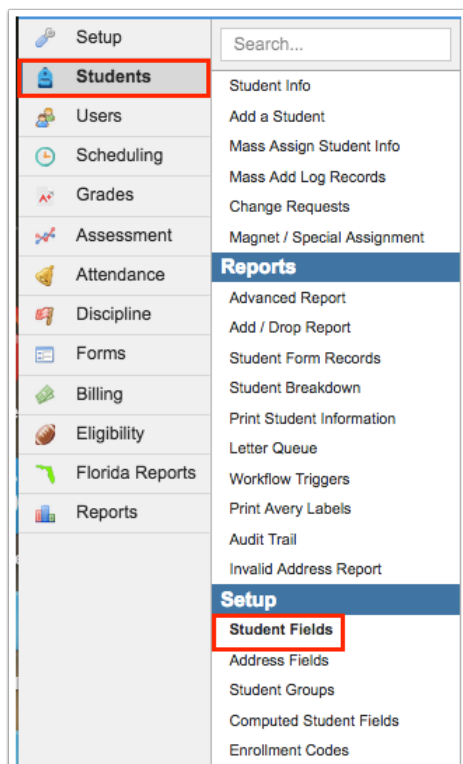 Setup
Students
Users
Scheduling
Grades
Assessment
Attendance
Discipline
Forms
Billing
Eligibility
Florida Reports
Reports
Search...
Student Info
Add a Student
Mass Assign Student Info
Mass Add Log Records
Change Requests
Magnet / Special Assignment
Reports
Advanced Report
Add / Drop Report
Student Form Records
Student Breakdown
Print Student Information
Letter Queue
Workflow Triggers
Print Avery Labels
Audit Trail
Invalid Address Report
Setup
Student Fields
Address Fields
Student Groups
Computed Student Fields
Enrollment Codes